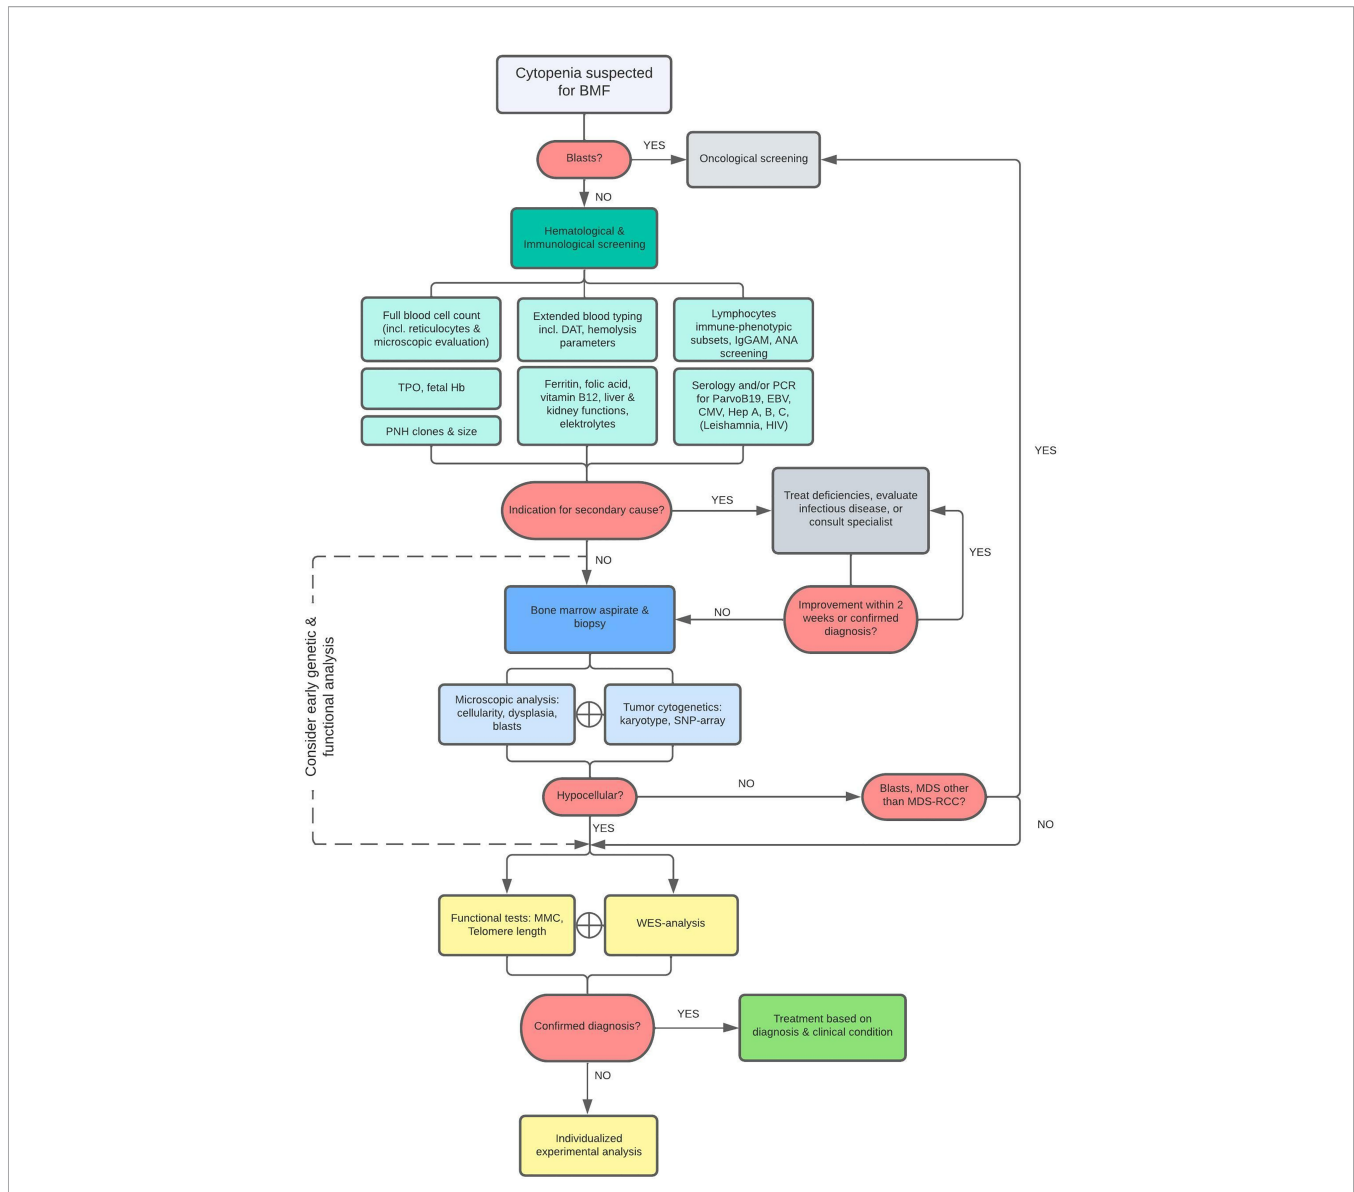 Cytopenia suspected
for BMF
Blasts?
YES
Oncological screening
NO
Hematological &
Immunological screening
Full blood cell count
(incl. reticulocytes &
microscopic evaluation)
Extended blood typing
incl. DAT, hemolysis
parameters
Lymphocytes
immune-phenotypic
subsets, IgGAM, ANA
screening
TPO, fetal Hb
Ferritin, folic acid,
vitamin B12, liver &
kidney functions,
elektrolytes
Serology and/or PCR
for ParvoB19, EBV,
CMV, Hep A, B, C,
(Leishamnia, HIV)
PNH clones & size
YES
Indication for secondary cause?
YES
Treat deficiencies, evaluate
infectious disease, or
consult specialist
YES
NO
Bone marrow aspirate &
biopsy
NO
Improvement within 2
weeks or confirmed
diagnosis?
Consider early genetic &
functional analysis
Microscopic analysis:
cellularity, dysplasia,
blasts
Tumor cytogenetics:
karyotype, SNP-array
Hypocellular?
NO
Blasts, MDS other
than MDS-RCC?
YES
NO
Functional tests: MMC,
Telomere length
WES-analysis
Confirmed diagnosis?
YES
Treatment based on
diagnosis & clinical condition
NO
Individualized
experimental analysis